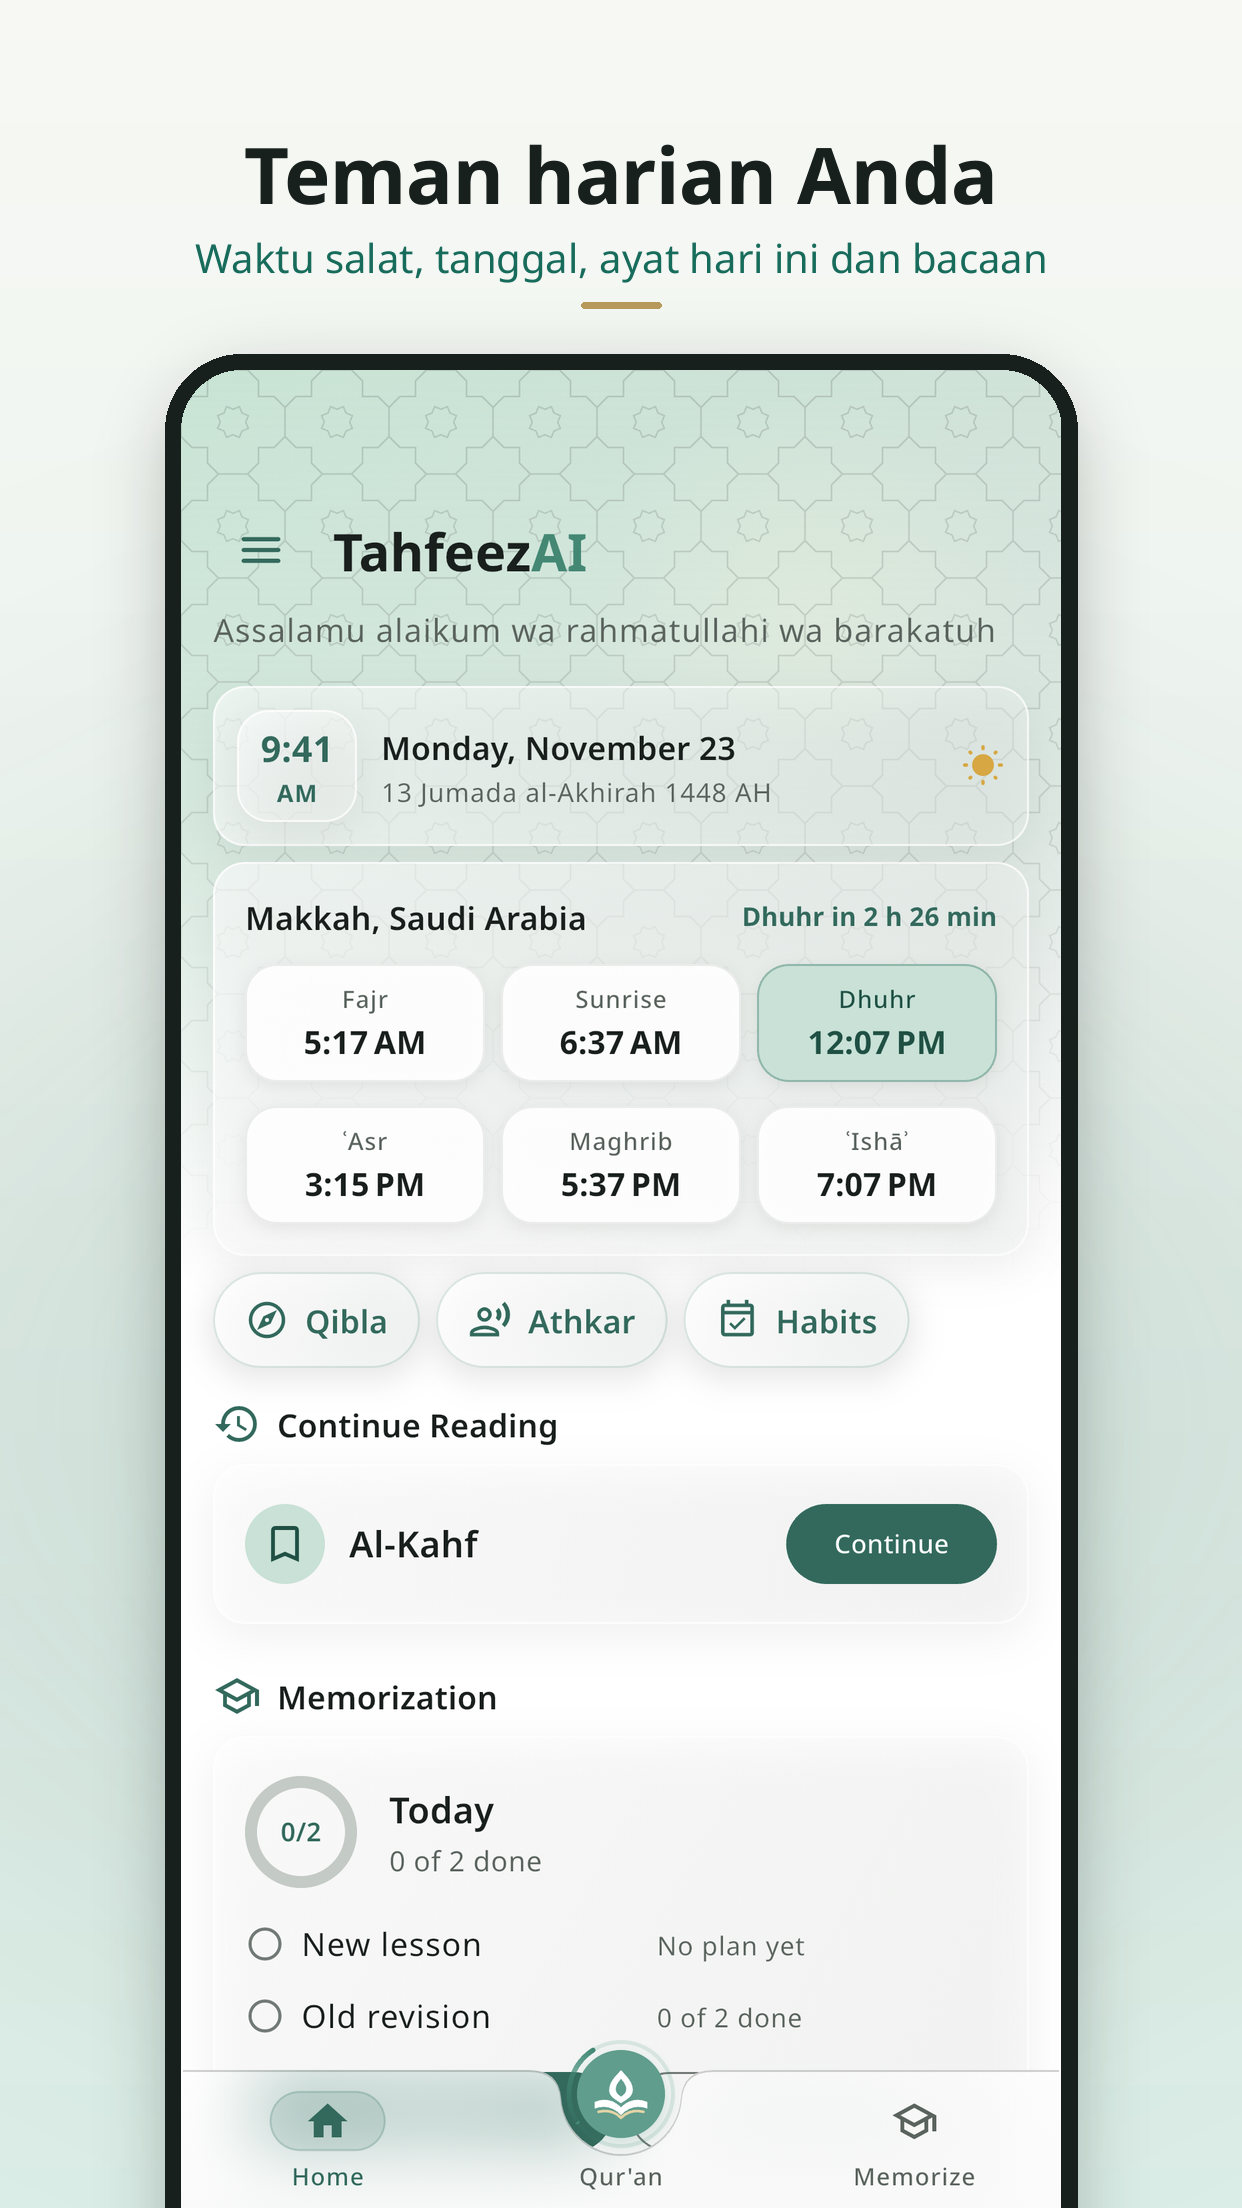 Teman harian Anda
Waktu salat, tanggal, ayat hari ini dan bacaan
TahfeezAI
Assalamu alaikum wa rahmatullahi wa barakatuh
9:41
AM
Monday, November 23
13 Jumada al-Akhirah 1448 AH
Makkah, Saudi Arabia
Dhuhr in 2 h 26 min
Fajr
5:17 AM
Sunrise
6:37 AM
Dhuhr
12:07 PM
ʿAsr
3:15 PM
Maghrib
5:37 PM
ʿIshāʾ
7:07 PM
Qibla
Athkar
Habits
Continue Reading
Al-Kahf
Continue
Memorization
0/2
Today
0 of 2 done
New lesson
No plan yet
Old revision
0 of 2 done
Home
Qur'an
Memorize